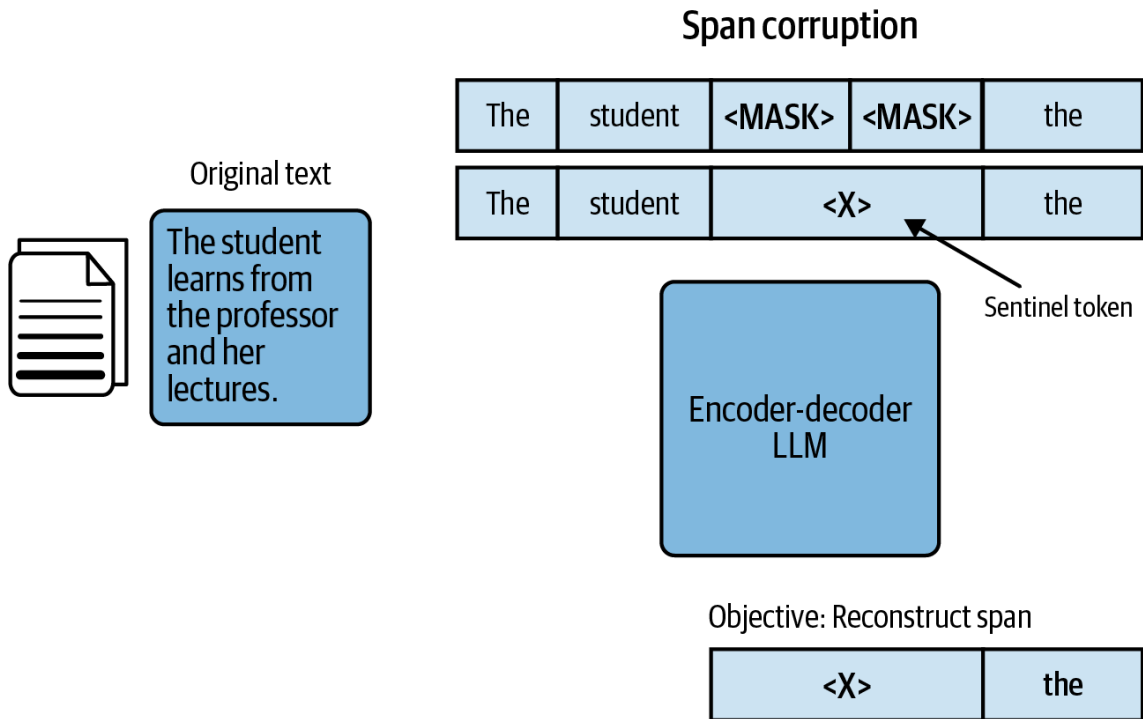 Span corruption
The student <MASK> <MASK> the
Original text
The student <X> the
The student
learns from
the professor
and her
lectures.
Sentinel token
Encoder-decoder
LLM
Objective: Reconstruct span
<X> the